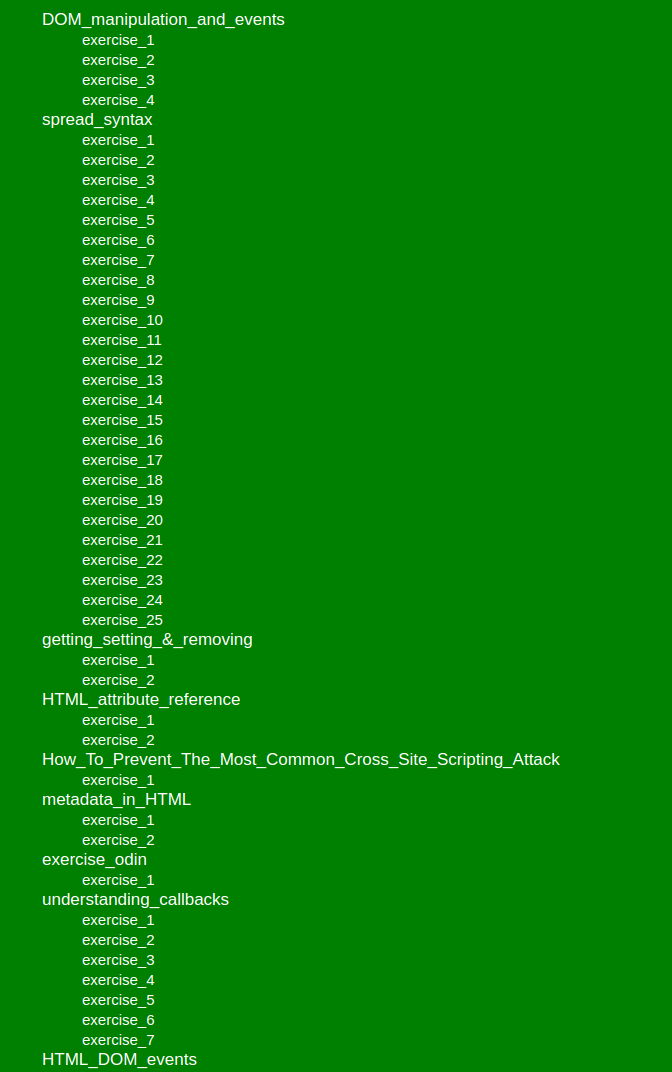 DOM_manipulation_and_events
exercise_1
exercise_2
exercise_3
exercise_4
spread_syntax
exercise_1
exercise_2
exercise_3
exercise_4
exercise_5
exercise_6
exercise_7
exercise_8
exercise_9
exercise_10
exercise_11
exercise_12
exercise_13
exercise_14
exercise_15
exercise_16
exercise_17
exercise_18
exercise_19
exercise_20
exercise_21
exercise_22
exercise_23
exercise_24
exercise_25
getting_setting_&_removing
exercise_1
exercise_2
HTML_attribute_reference
exercise_1
exercise_2
How_To_Prevent_The_Most_Common_Cross_Site_Scripting_Attack
exercise_1
metadata_in_HTML
exercise_1
exercise_2
exercise_odin
exercise_1
understanding_callbacks
exercise_1
exercise_2
exercise_3
exercise_4
exercise_5
exercise_6
exercise_7
HTML_DOM_events